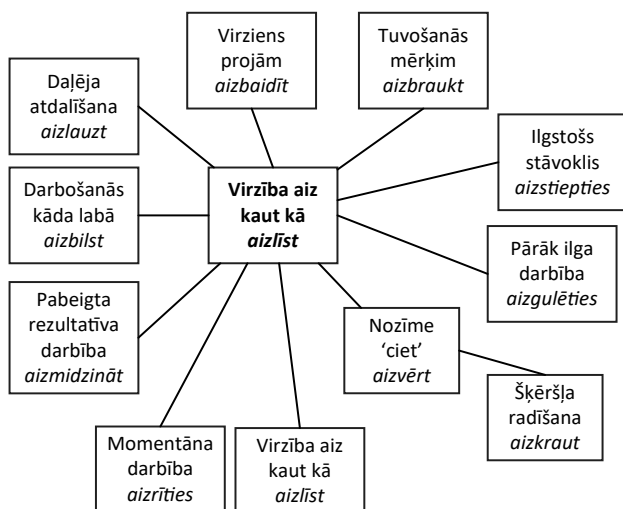 Virziens
projām
aizbaidīt
Tuvošanās
mērķim
aizbraukt
Daļēja
atdalīšana
aizlauzt
Ilgstošs
stāvoklis
aizstiepties
Darbošanās
kāda labā
aizbilst
Virzība aiz
kaut kā
aizlīst
Pārāk ilga
darbība
aizgulēties
Pabeigta
rezultatīva
darbība
aizmidzināt
Nozīme
‘ciet’
aizvērt
Šķēršļa
radīšana
aizkraut
Momentāna
darbība
aizrīties
Virzība aiz
kaut kā
aizlīst